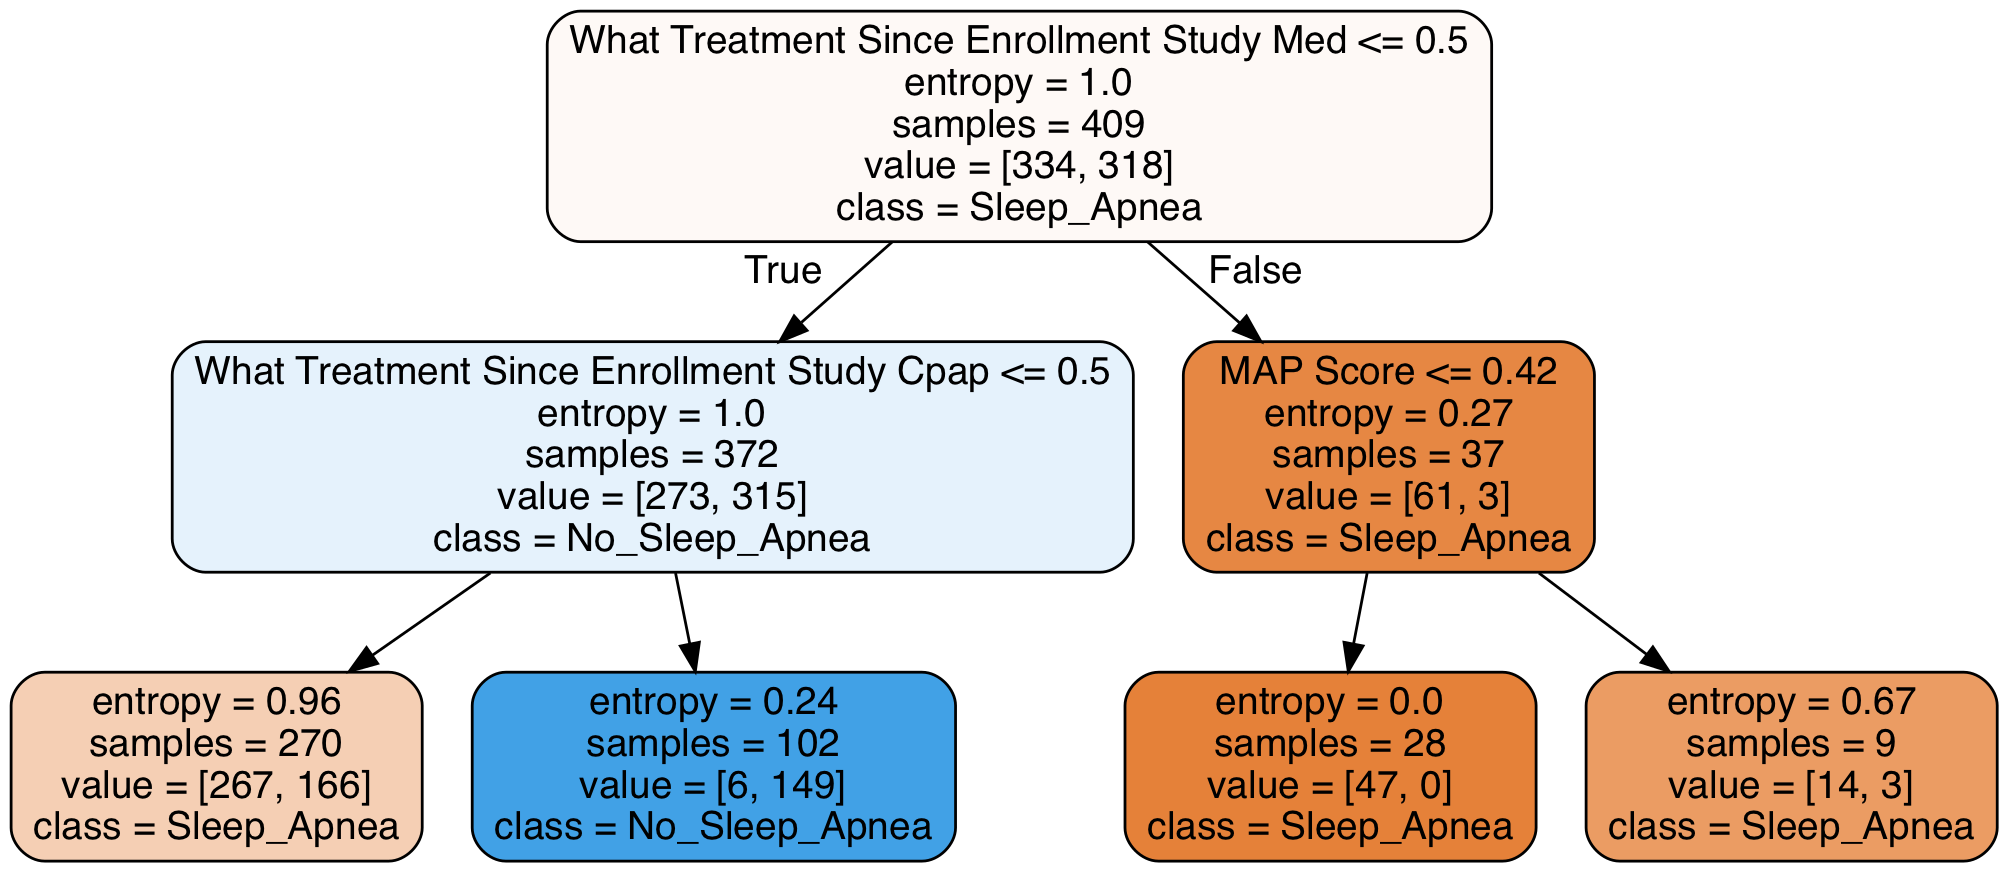 What Treatment Since Enrollment Study Med <= 0.5
entropy = 1.0
samples = 409
value = [334, 318]
class = Sleep_Apnea
True
False
What Treatment Since Enrollment Study Cpap <= 0.5
entropy = 1.0
samples = 372
value = [273, 315]
class = No_Sleep_Apnea
MAP Score <= 0.42
entropy = 0.27
samples = 37
value = [61, 3]
class = Sleep_Apnea
entropy = 0.96
samples = 270
value = [267, 166]
class = Sleep_Apnea
entropy = 0.24
samples = 102
value = [6, 149]
class = No_Sleep_Apnea
entropy = 0.0
samples = 28
value = [47, 0]
class = Sleep_Apnea
entropy = 0.67
samples = 9
value = [14, 3]
class = Sleep_Apnea